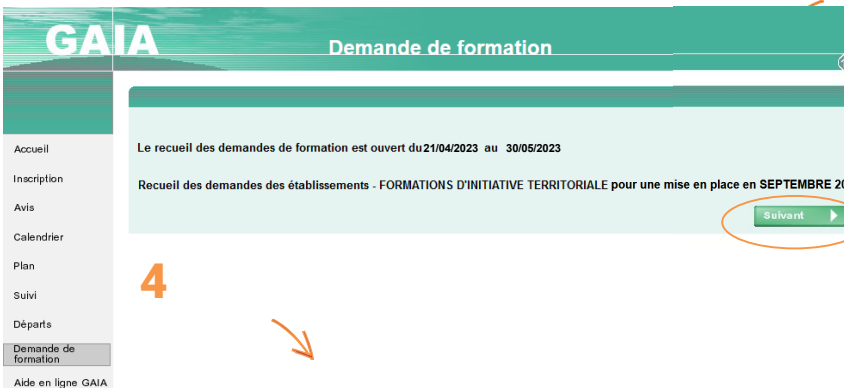 GAIA
Demande de formation
Accueil
Inscription
Avis
Calendrier
Plan
Suivi
Départs
Demande de
formation
Aide en ligne GAIA
Le recueil des demandes de formation est ouvert du 21/04/2023 au 30/05/2023
Recueil des demandes des établissements - FORMATIONS D'INITIATIVE TERRITORIALE pour une mise en place en SEPTEMBRE 20
Suivant
4